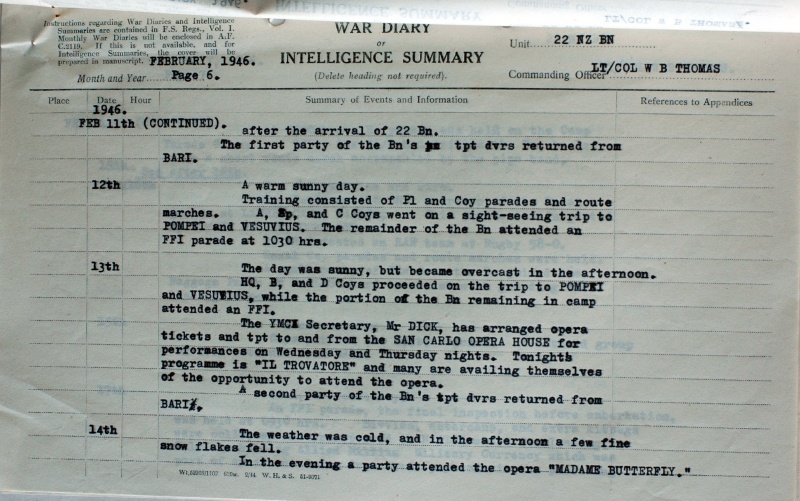 Instructions regarding War Diaries and Intelligence
Summaries are contained in F.S. Regs., Vol. I.
Monthly War Diaries will be enclosed in A.F.
C.2119. If this is not available, and for
Intelligence Summaries, the cover will be
prepared in manuscript.
WAR DIARY
or
INTELLIGENCE SUMMARY
(Delete heading not required).
Month and Year FEBRUARY, 1946.
Page 6.
Unit 22 NZ BN
Commanding Officer LT/COL W B THOMAS
Place Date Hour Summary of Events and Information References to Appendices
1946.
FEB 11th (CONTINUED). after the arrival of 22 Bn.
The first party of the Bn's tpt dvrs returned from
BARI.
12th A warm sunny day.
Training consisted of Pl and Coy parades and route
marches. A, Sp, and C Coys went on a sight-seeing trip to
POMPEI and VESUVIUS. The remainder of the Bn attended an
FFI parade at 1030 hrs.
13th The day was sunny, but became overcast in the afternoon.
HQ, B, and D Coys proceeded on the trip to POMPEI
and VESUVIUS, while the portion of the Bn remaining in camp
attended an FFI.
The YMCA Secretary, Mr DICK, has arranged opera
tickets and tpt to and from the SAN CARLO OPERA HOUSE for
performances on Wednesday and Thursday nights. Tonights
programme is "IL TROVATORE" and many are availing themselves
of the opportunity to attend the opera.
A second party of the Bn's tpt dvrs returned from
BARI.
14th The weather was cold, and in the afternoon a few fine
snow flakes fell.
In the evening a party attended the opera "MADAME BUTTERFLY."
W. H. & S.